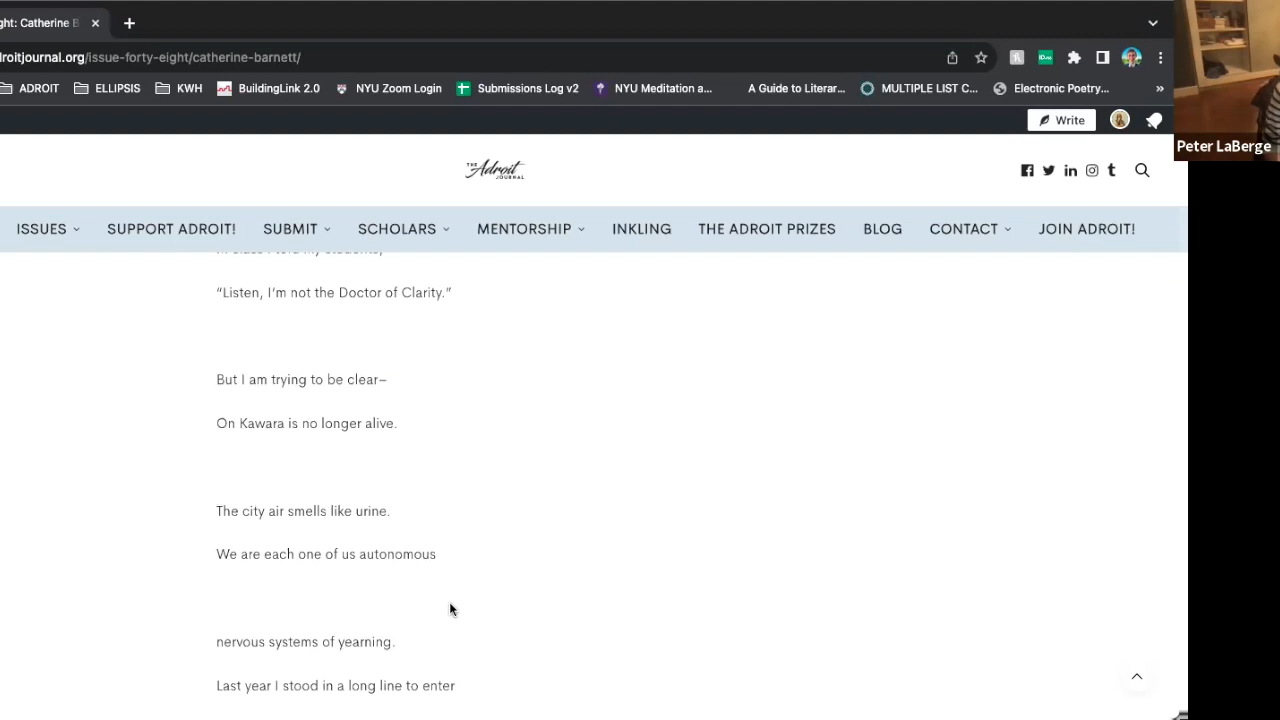 ght: Catherine B
droitjournal.org/issue-forty-eight/catherine-barnett/
ADROIT ELLIPSIS KWH BuildingLink 2.0 NYU Zoom Login Submissions Log v2 NYU Meditation a... A Guide to Literar... MULTIPLE LIST C... Electronic Poetry... »
Write
Peter LaBerge
THE Adroit JOURNAL
ISSUES SUPPORT ADROIT! SUBMIT SCHOLARS MENTORSHIP INKLING THE ADROIT PRIZES BLOG CONTACT JOIN ADROIT!
“Listen, I’m not the Doctor of Clarity.”
But I am trying to be clear–
On Kawara is no longer alive.
The city air smells like urine.
We are each one of us autonomous
nervous systems of yearning.
Last year I stood in a long line to enter